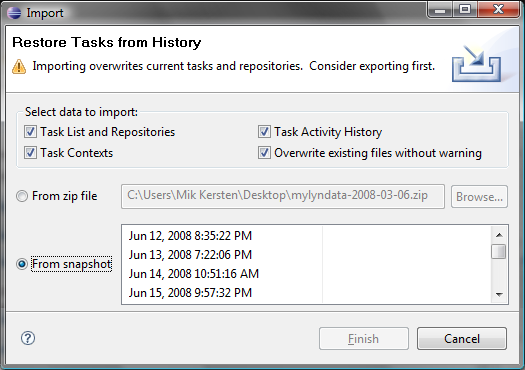 Import
Restore Tasks from History
Importing overwrites current tasks and repositories. Consider exporting first.
Select data to import:
Task List and Repositories
Task Activity History
Task Contexts
Overwrite existing files without warning
From zip file
C:\Users\Mik Kersten\Desktop\mylyndata-2008-03-06.zip
Browse...
From snapshot
Jun 12, 2008 8:35:22 PM
Jun 13, 2008 7:22:06 PM
Jun 14, 2008 10:51:16 AM
Jun 15, 2008 9:57:32 PM
?
Finish
Cancel